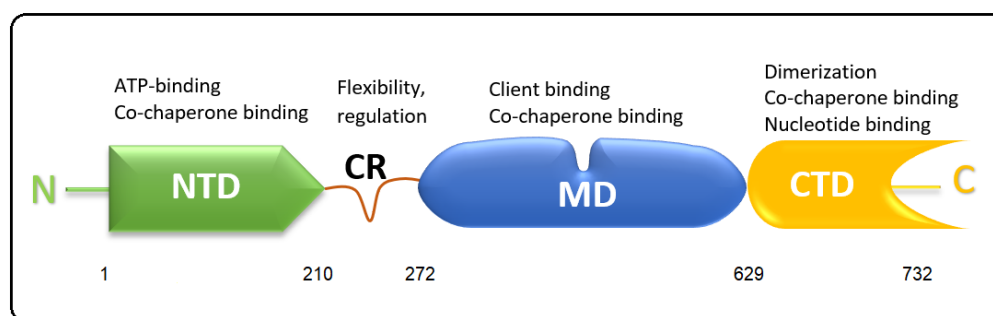 ATP-binding
Co-chaperone binding
Flexibility,
regulation
Client binding
Co-chaperone binding
Dimerization
Co-chaperone binding
Nucleotide binding
N
NTD
CR
MD
CTD
C
1
210
272
629
732